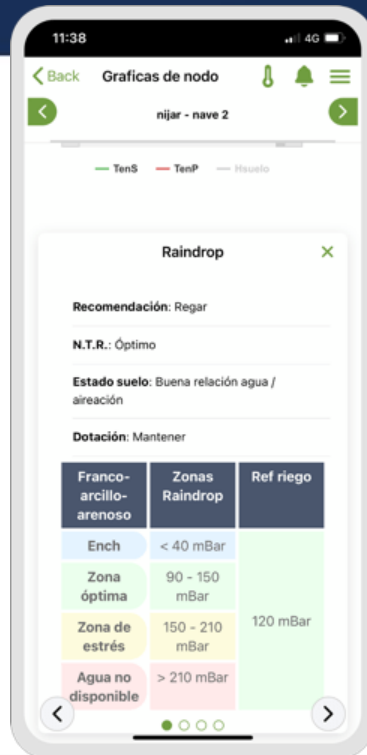 11:38
4G
Back
Graficas de nodo
nijar - nave 2
TenS TenP Hsuelo
Raindrop
Recomendación: Regar
N.T.R.: Óptimo
Estado suelo: Buena relación agua /
aireación
Dotación: Mantener
Franco-
arcillo-
arenoso
Zonas
Raindrop
Ref riego
Ench
< 40 mBar
Zona
óptima
90 - 150
mBar
Zona de
estrés
150 - 210
mBar
120 mBar
Agua no
disponible
> 210 mBar